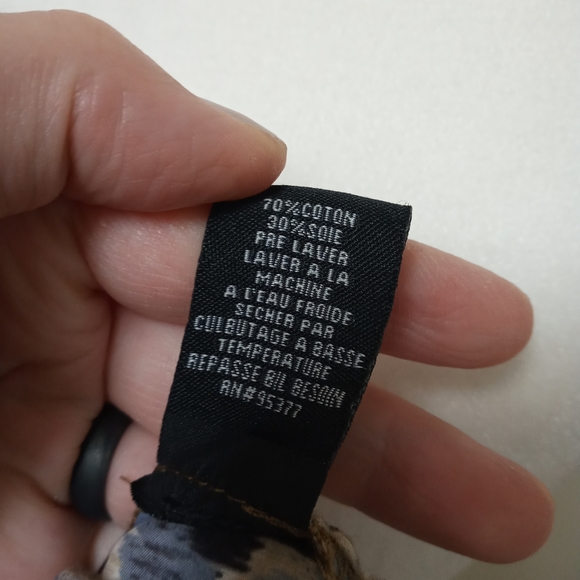 70%COTON
30%SOIE
PRE LAVER
LAVER A LA
MACHINE
A L'EAU FROIDE
SECHER PAR
CULBUTAGE A BASSE
TEMPERATURE
REPASSE BIL BESOIN
RN#95377